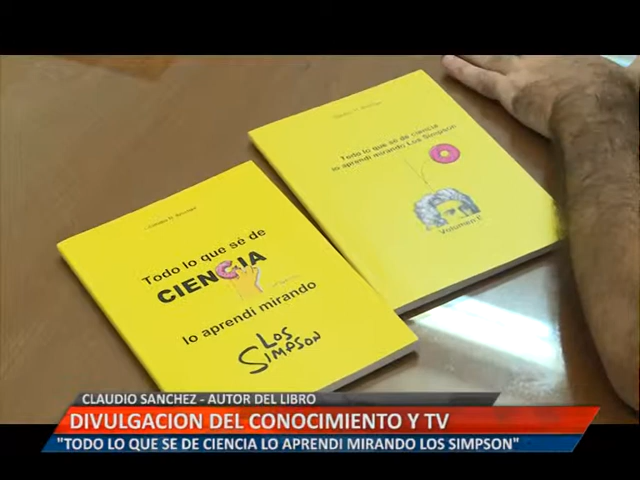 Todo lo que sé de ciencia
lo aprendí mirando Los Simpson
Volumen II
Todo lo que sé de
CIENCIA
lo aprendí mirando
Los
SIMPSON
CLAUDIO SANCHEZ - AUTOR DEL LIBRO
DIVULGACION DEL CONOCIMIENTO Y TV
"TODO LO QUE SE DE CIENCIA LO APRENDI MIRANDO LOS SIMPSON"